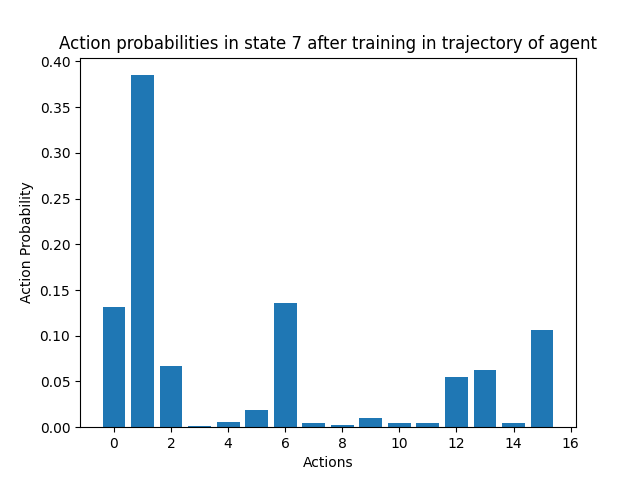 Action probabilities in state 7 after training in trajectory of agent
0.40
0.35
0.30
0.25
0.20
0.15
0.10
0.05
0.00
Action Probability
0 2 4 6 8 10 12 14 16
Actions